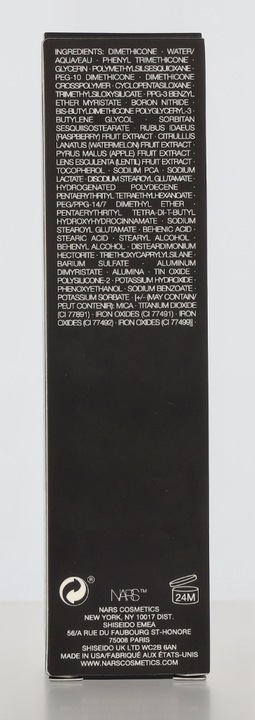 INGREDIENTS: DIMETHICONE · WATER/
AQUA/EAU · PHENYL TRIMETHICONE ·
GLYCERIN · POLYMETHYLSILSESQUIOXANE ·
PEG-10 DIMETHICONE · DIMETHICONE
CROSSPOLYMER · CYCLOPENTASILOXANE ·
TRIMETHYLSILOXYSILICATE · PPG-3 BENZYL
ETHER MYRISTATE · BORON NITRIDE ·
BIS-BUTYLDIMETHICONE POLYGLYCERYL-3 ·
BUTYLENE GLYCOL · SORBITAN
SESQUIISOSTEARATE · RUBUS IDAEUS
(RASPBERRY) FRUIT EXTRACT · CITRULLUS
LANATUS (WATERMELON) FRUIT EXTRACT ·
PYRUS MALUS (APPLE) FRUIT EXTRACT ·
LENS ESCULENTA (LENTIL) FRUIT EXTRACT ·
TOCOPHEROL · SODIUM PCA · SODIUM
LACTATE · DISODIUM STEAROYL GLUTAMATE ·
HYDROGENATED POLYDECENE ·
PENTAERYTHRITYL TETRAETHYLHEXANOATE ·
PEG/PPG-14/7 DIMETHYL ETHER ·
PENTAERYTHRITYL TETRA-DI-T-BUTYL
HYDROXYHYDROCINNAMATE · SODIUM
STEAROYL GLUTAMATE · BEHENIC ACID ·
STEARIC ACID · STEARYL ALCOHOL ·
BEHENYL ALCOHOL · DISTEARDIMONIUM
HECTORITE · TRIETHOXYCAPRYLYLSILANE ·
BARIUM SULFATE · ALUMINUM
DIMYRISTATE · ALUMINA · TIN OXIDE ·
POLYSILICONE-2 · POTASSIUM HYDROXIDE ·
PHENOXYETHANOL · SODIUM BENZOATE ·
POTASSIUM SORBATE · [+/- (MAY CONTAIN/
PEUT CONTENIR): MICA · TITANIUM DIOXIDE
(CI 77891) · IRON OXIDES (CI 77491) · IRON
OXIDES (CI 77492) · IRON OXIDES (CI 77499)]
®
NARS™
24M
NARS COSMETICS
NEW YORK, NY 10017 DIST.
SHISEIDO EMEA
56/A RUE DU FAUBOURG ST-HONORE
75008 PARIS
SHISEIDO UK LTD WC2B 6AN
MADE IN USA/FABRIQUÉ AUX ÉTATS-UNIS
WWW.NARSCOSMETICS.COM